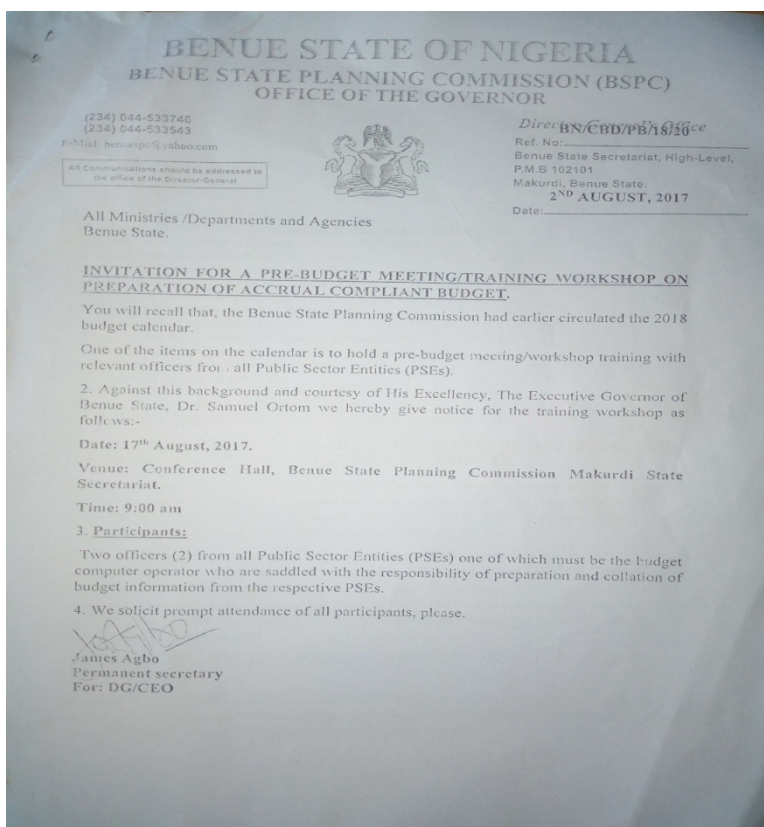 BENUE STATE OF NIGERIA
BENUE STATE PLANNING COMMISSION (BSPC)
OFFICE OF THE GOVERNOR
(234) 044-533746
(234) 044-533543
E-Mail: benuespc@yahoo.com
All Communications should be addressed to
the office of the Director-General
Director General's Office
BN/CBD/PB/18/20
Ref. No:
Benue State Secretariat, High-Level,
P.M.B 102101
Makurdi, Benue State.
2ND AUGUST, 2017
Date:
All Ministries /Departments and Agencies
Benue State.
INVITATION FOR A PRE-BUDGET MEETING/TRAINING WORKSHOP ON
PREPARATION OF ACCRUAL COMPLIANT BUDGET.
You will recall that, the Benue State Planning Commission had earlier circulated the 2018
budget calendar.
One of the items on the calendar is to hold a pre-budget meeting/workshop training with
relevant officers from all Public Sector Entities (PSEs).
2. Against this background and courtesy of His Excellency, The Executive Governor of
Benue State, Dr. Samuel Ortom we hereby give notice for the training workshop as
follows:-
Date: 17th August, 2017.
Venue: Conference Hall, Benue State Planning Commission Makurdi State
Secretariat.
Time: 9:00 am
3. Participants:
Two officers (2) from all Public Sector Entities (PSEs) one of which must be the budget
computer operator who are saddled with the responsibility of preparation and collation of
budget information from the respective PSEs.
4. We solicit prompt attendance of all participants, please.
James Agbo
Permanent secretary
For: DG/CEO